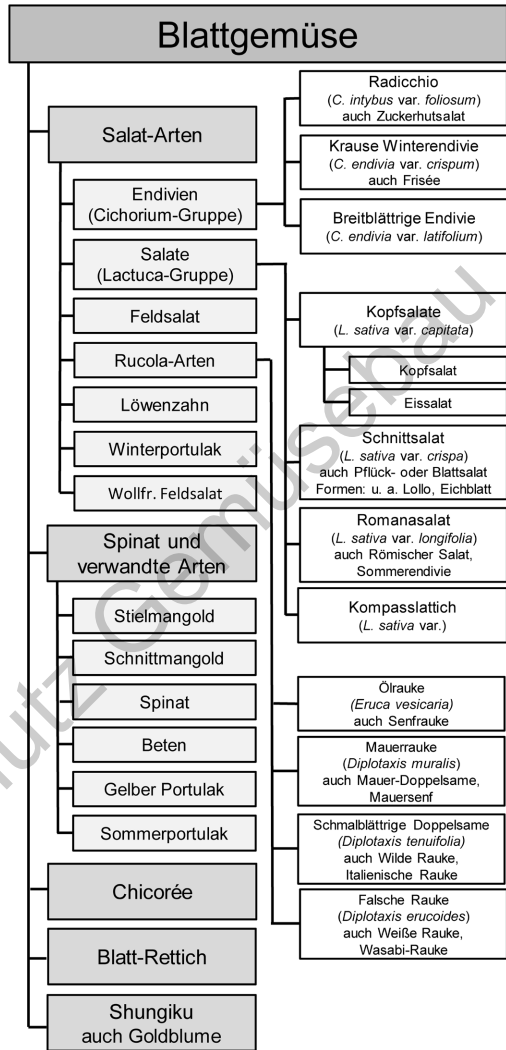 Blattgemüse
Salat-Arten
Endivien
(Cichorium-Gruppe)
Radicchio
(C. intybus var. foliosum)
auch Zuckerhutsalat
Krause Winterendivie
(C. endivia var. crispum)
auch Frisée
Breitblättrige Endivie
(C. endivia var. latifolium)
Salate
(Lactuca-Gruppe)
Kopfsalate
(L. sativa var. capitata)
Kopfsalat
Eissalat
Schnittsalat
(L. sativa var. crispa)
auch Pflück- oder Blattsalat
Formen: u. a. Lollo, Eichblatt
Romanasalat
(L. sativa var. longifolia)
auch Römischer Salat,
Sommerendivie
Kompasslattich
(L. sativa var.)
Feldsalat
Rucola-Arten
Ölrauke
(Eruca vesicaria)
auch Senfrauke
Mauerrauke
(Diplotaxis muralis)
auch Mauer-Doppelsame,
Mauersenf
Schmalblättrige Doppelsame
(Diplotaxis tenuifolia)
auch Wilde Rauke,
Italienische Rauke
Falsche Rauke
(Diplotaxis erucoides)
auch Weiße Rauke,
Wasabi-Rauke
Löwenzahn
Winterportulak
Wollfr. Feldsalat
Spinat und
verwandte Arten
Stielmangold
Schnittmangold
Spinat
Beten
Gelber Portulak
Sommerportulak
Chicorée
Blatt-Rettich
Shungiku
auch Goldblume
utz Gemüsebau